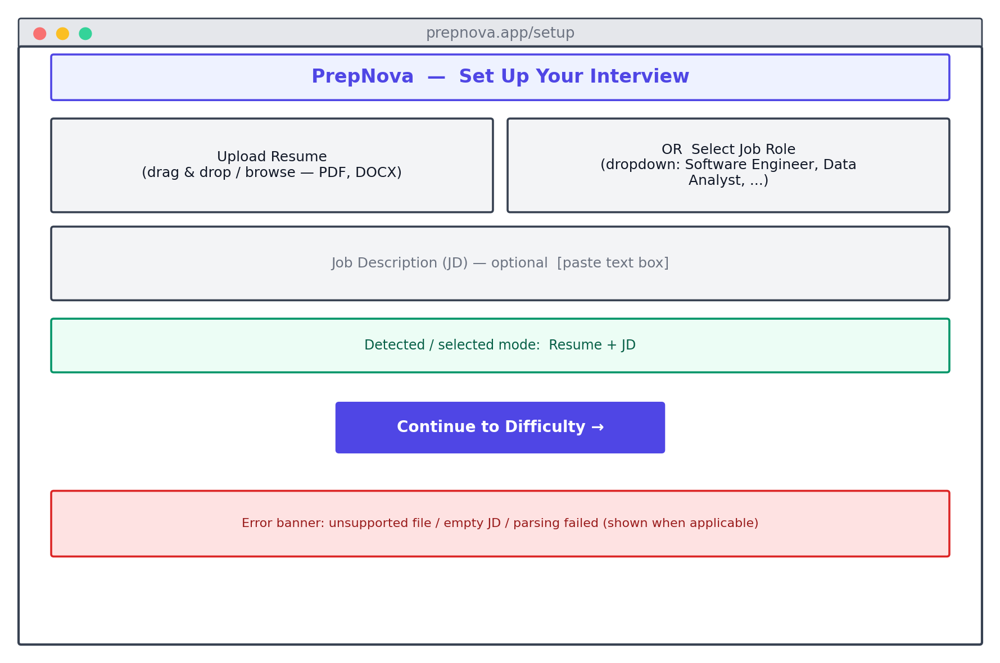 prepnova.app/setup
PrepNova — Set Up Your Interview
Upload Resume
(drag & drop / browse — PDF, DOCX)
OR Select Job Role
(dropdown: Software Engineer, Data
Analyst, ...)
Job Description (JD) — optional [paste text box]
Detected / selected mode: Resume + JD
Continue to Difficulty →
Error banner: unsupported file / empty JD / parsing failed (shown when applicable)